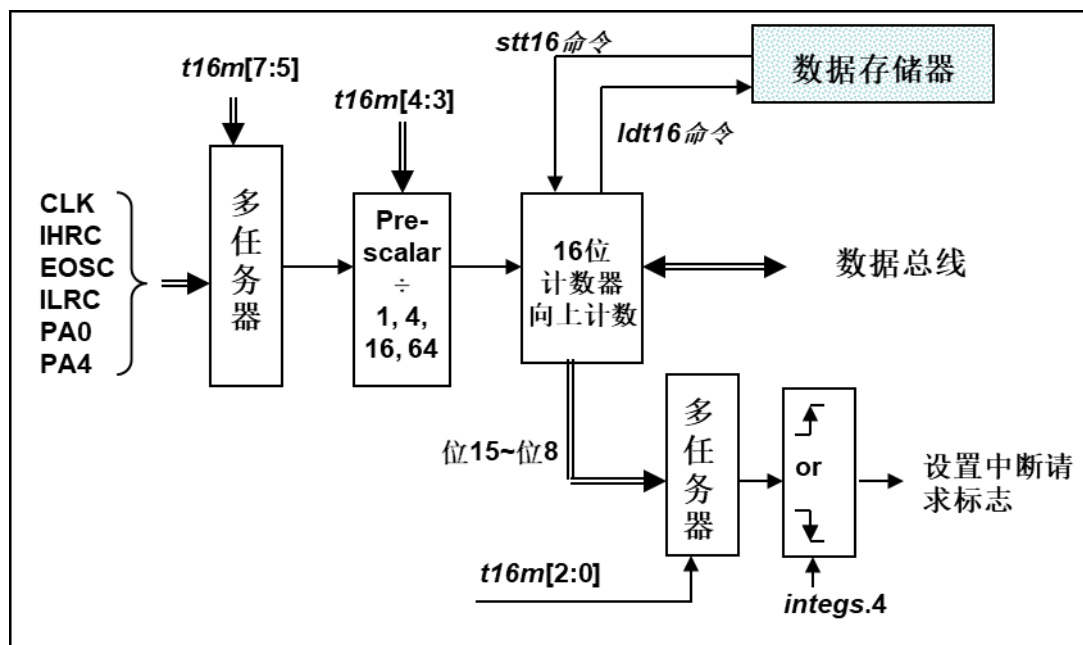 stt16命令
数据存储器
t16m[7:5]
t16m[4:3]
ldt16命令
CLK
IHRC
EOSC
ILRC
PA0
PA4
多
任
务
器
Pre-
scalar
÷
1, 4,
16, 64
16位
计数器
向上计数
数据总线
位15~位8
多
任
务
器
or
设置中断请
求标志
t16m[2:0]
integs.4